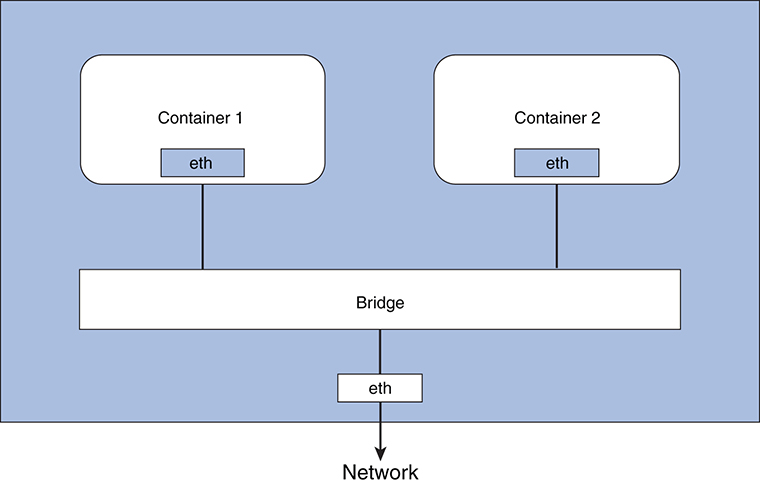 Container 1
Container 2
eth
eth
Bridge
eth
Network